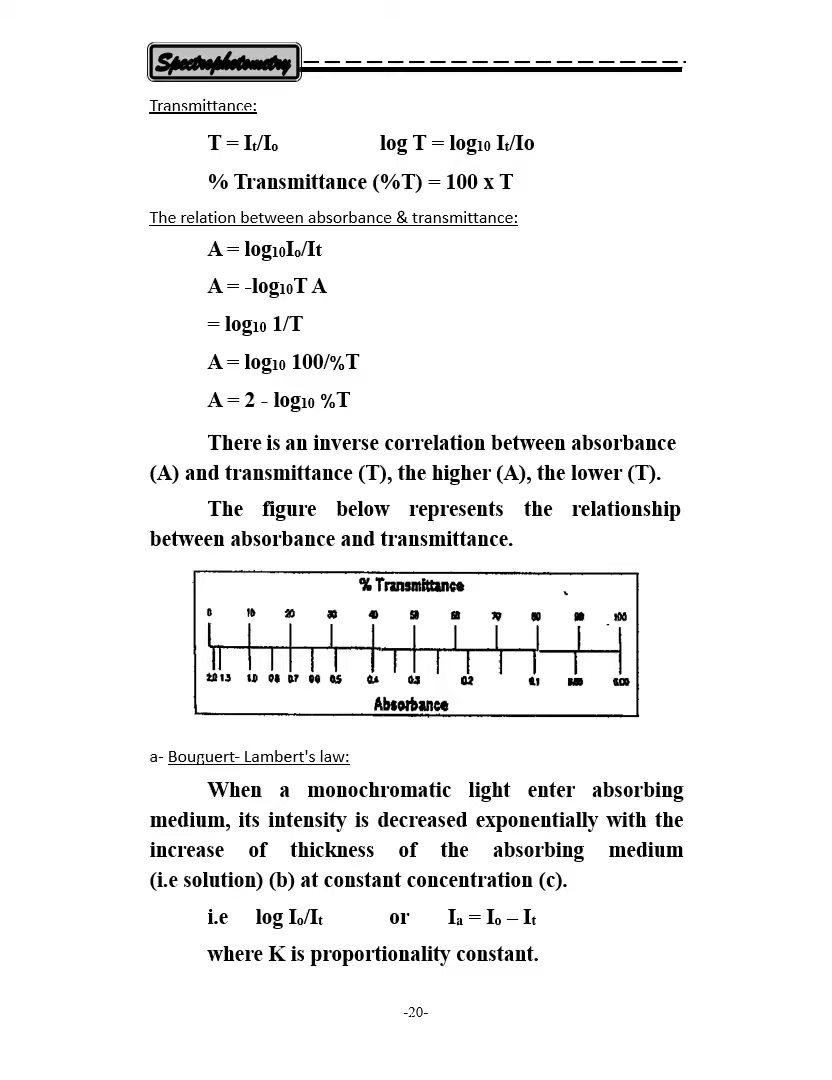 Spectrophotometry
Transmittance:
T = It/Io log T = log10 It/Io
% Transmittance (%T) = 100 x T
The relation between absorbance & transmittance:
A = log10Io/It
A = -log10T A
= log10 1/T
A = log10 100/%T
A = 2 - log10 %T
There is an inverse correlation between absorbance
(A) and transmittance (T), the higher (A), the lower (T).
The figure below represents the relationship
between absorbance and transmittance.
% Transmittance
0 10 20 30 40 50 60 70 80 90 100
2.0 1.3 1.0 0.8 0.7 0.6 0.5 0.4 0.3 0.2 0.1
Absorbance
a- Bouguert- Lambert's law:
When a monochromatic light enter absorbing
medium, its intensity is decreased exponentially with the
increase of thickness of the absorbing medium
(i.e solution) (b) at constant concentration (c).
i.e log Io/It or Ia = Io – It
where K is proportionality constant.
-20-